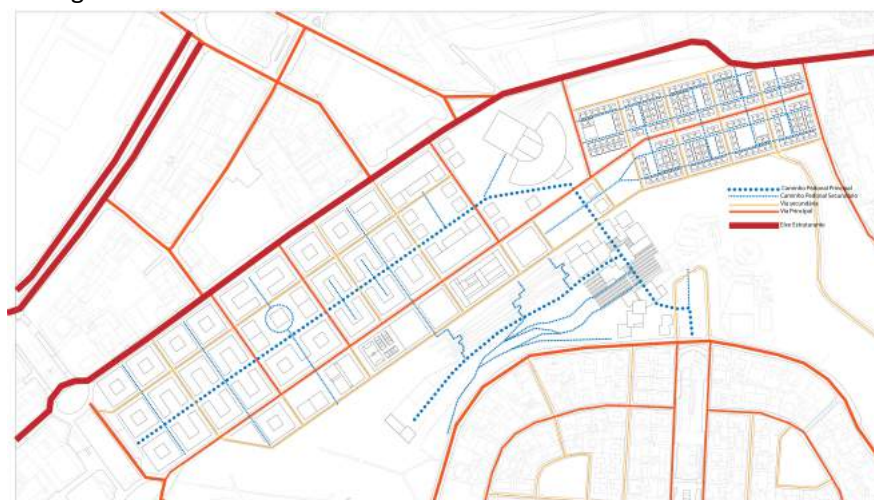 Caminho Pedonal Principal
Caminho Pedonal Secundário
Via secundária
Via Principal
Eixo Estruturante